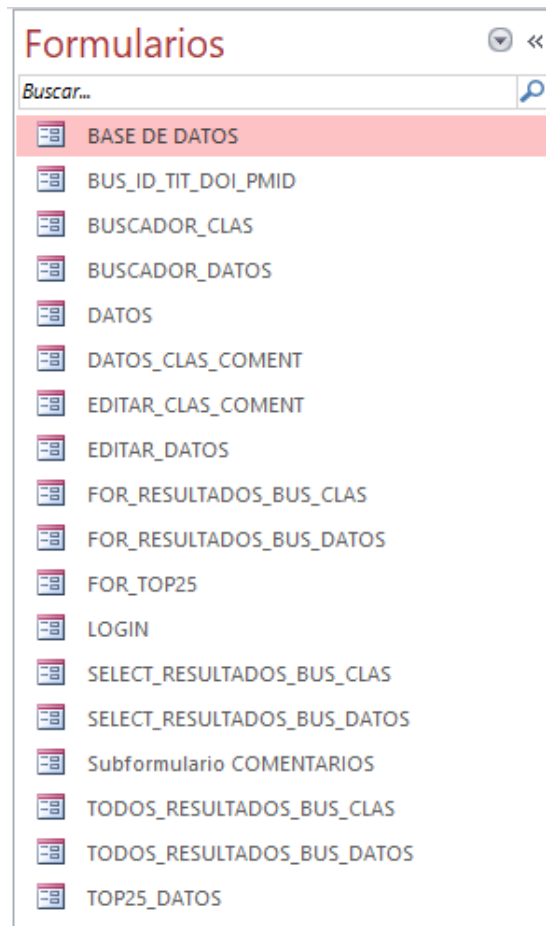 Formularios
Buscar...
BASE DE DATOS
BUS_ID_TIT_DOI_PMID
BUSCADOR_CLAS
BUSCADOR_DATOS
DATOS
DATOS_CLAS_COMENT
EDITAR_CLAS_COMENT
EDITAR_DATOS
FOR_RESULTADOS_BUS_CLAS
FOR_RESULTADOS_BUS_DATOS
FOR_TOP25
LOGIN
SELECT_RESULTADOS_BUS_CLAS
SELECT_RESULTADOS_BUS_DATOS
Subformulario COMENTARIOS
TODOS_RESULTADOS_BUS_CLAS
TODOS_RESULTADOS_BUS_DATOS
TOP25_DATOS